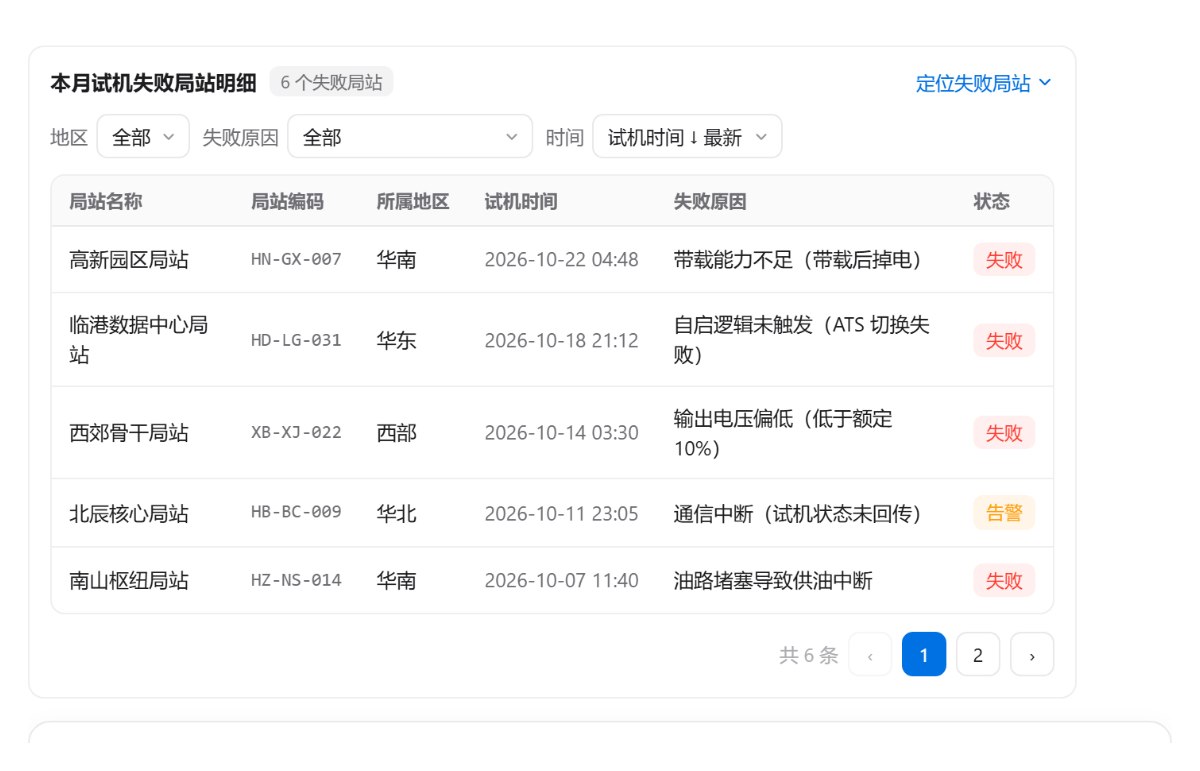 本月试机失败局站明细 6 个失败局站 定位失败局站
地区 全部 失败原因 全部 时间 试机时间 ↓ 最新
局站名称 局站编码 所属地区 试机时间 失败原因 状态
高新园区局站 HN-GX-007 华南 2026-10-22 04:48 带载能力不足（带载后掉电） 失败
临港数据中心局
站 HD-LG-031 华东 2026-10-18 21:12 自启逻辑未触发（ATS 切换失
败） 失败
西郊骨干局站 XB-XJ-022 西部 2026-10-14 03:30 输出电压偏低（低于额定
10%） 失败
北辰核心局站 HB-BC-009 华北 2026-10-11 23:05 通信中断（试机状态未回传） 告警
南山枢纽局站 HZ-NS-014 华南 2026-10-07 11:40 油路堵塞导致供油中断 失败
共 6 条 ‹ 1 2 ›